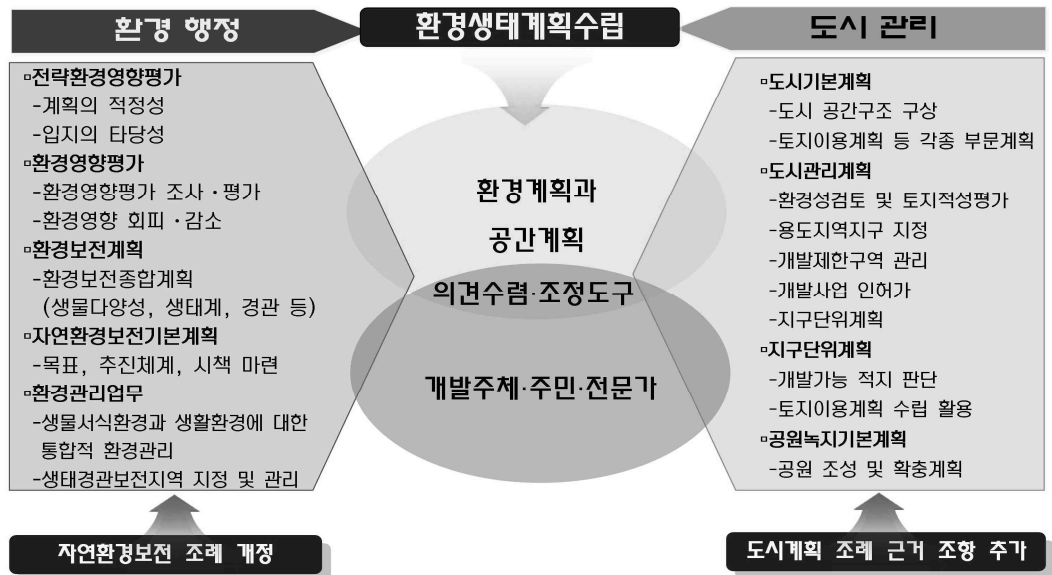 환경 행정
환경생태계획수립
도시 관리
▫전략환경영향평가
-계획의 적정성
-입지의 타당성
▫환경영향평가
-환경영향평가 조사·평가
-환경영향 회피·감소
▫환경보전계획
-환경보전종합계획
(생물다양성, 생태계, 경관 등)
▫자연환경보전기본계획
-목표, 추진체계, 시책 마련
▫환경관리업무
-생물서식환경과 생활환경에 대한
통합적 환경관리
-생태경관보전지역 지정 및 관리
환경계획과
공간계획
의견수렴·조정도구
개발주체·주민·전문가
▫도시기본계획
-도시 공간구조 구상
-토지이용계획 등 각종 부문계획
▫도시관리계획
-환경성검토 및 토지적성평가
-용도지역지구 지정
-개발제한구역 관리
-개발사업 인허가
-지구단위계획
▫지구단위계획
-개발가능 적지 판단
-토지이용계획 수립 활용
▫공원녹지기본계획
-공원 조성 및 확충계획
자연환경보전 조례 개정
도시계획 조례 근거 조항 추가